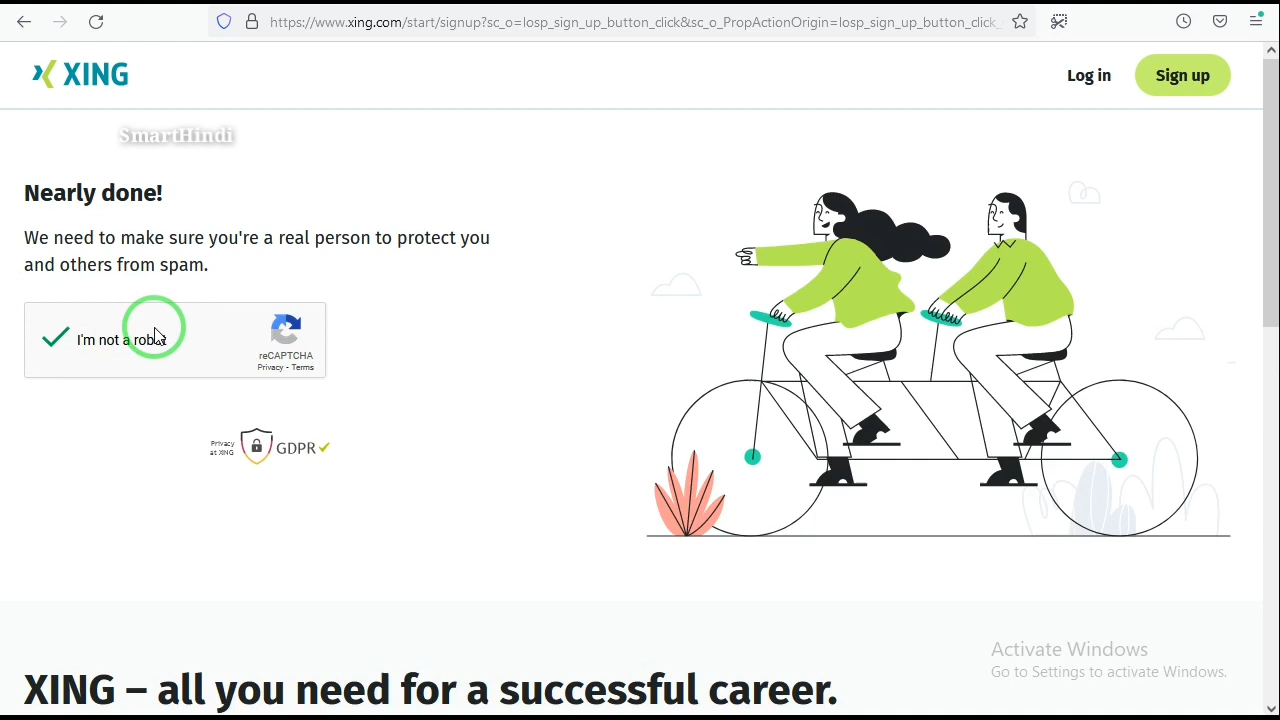 https://www.xing.com/start/signup?sc_o=losp_sign_up_button_click&sc_o_PropActionOrigin=losp_sign_up_button_click_
XING
Log in
Sign up
SmartHindi
Nearly done!
We need to make sure you're a real person to protect you
and others from spam.
I'm not a robot
reCAPTCHA
Privacy - Terms
Privacy
at XING
GDPR
Activate Windows
Go to Settings to activate Windows.
XING – all you need for a successful career.